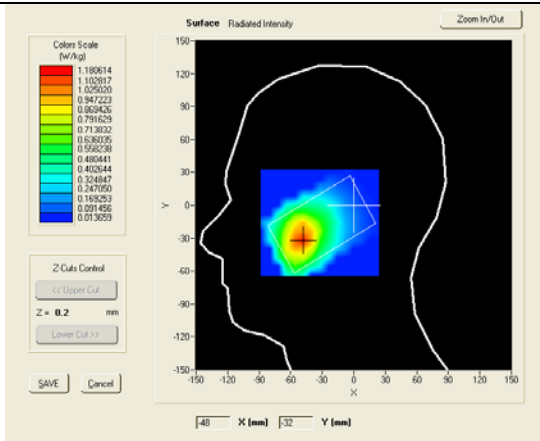 Surface Radiated Intensity
Zoom In/Out
Colors Scale
(W/kg)
1.180614
1.102817
1.025020
0.947223
0.869426
0.791629
0.713832
0.636035
0.558238
0.480441
0.402644
0.324847
0.247050
0.169253
0.091456
0.013659
150
120
90
60
30
0
-30
-60
-90
-120
-150
Y
-150 -120 -90 -60 -30 0 30 60 90 120 150
X
Z-Cuts Control
<< Upper Cut
Z = 0.2 mm
Lower Cut >>
SAVE Cancel
-48 X (mm) -32 Y (mm)